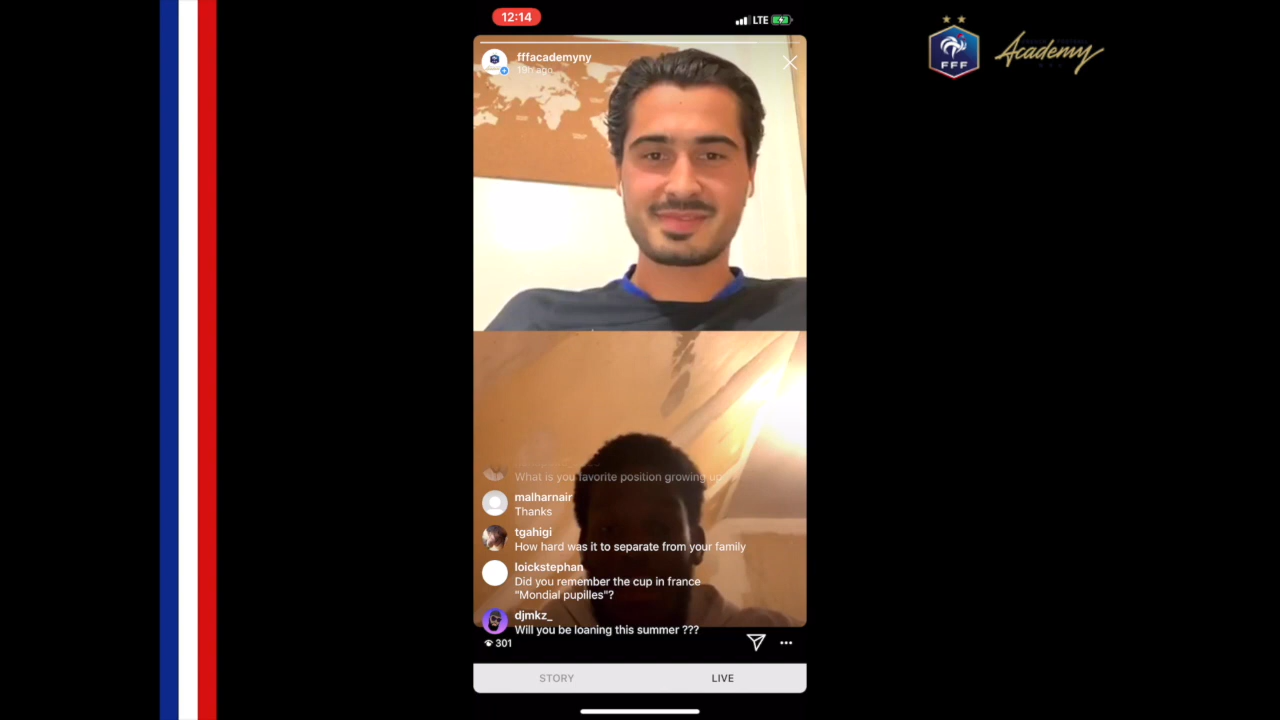 12:14
LTE
fffacademyny
19h ago
FFF
Academy
What is you favorite position growing up
malharnair
Thanks
tgahigi
How hard was it to separate from your family
loickstephan
Did you remember the cup in france
"Mondial pupilles"?
djmkz_
Will you be loaning this summer ???
301
STORY
LIVE